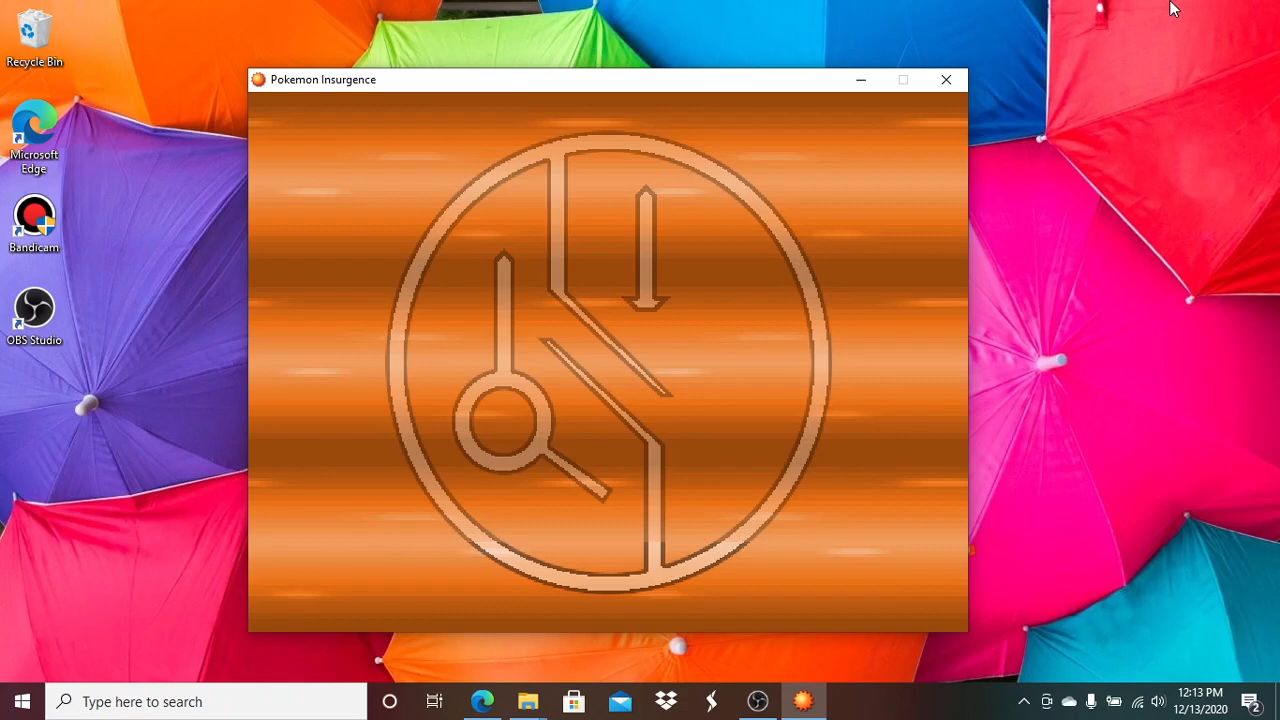 Recycle Bin
Microsoft
Edge
Bandicam
OBS Studio
Pokemon Insurgence
Type here to search
12:13 PM
12/13/2020
2